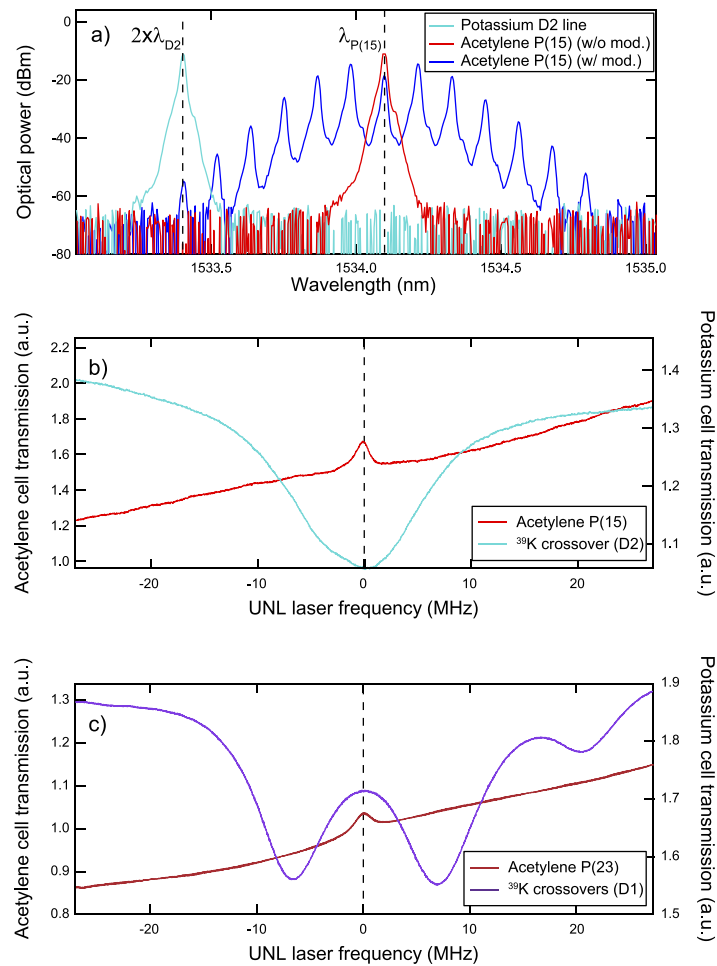 a)
2xλD2
λP(15)
Potassium D2 line
Acetylene P(15) (w/o mod.)
Acetylene P(15) (w/ mod.)
Optical power (dBm)
0
-20
-40
-60
-80
1533.5
1534.0
1534.5
1535.0
Wavelength (nm)
b)
Acetylene cell transmission (a.u.)
2.2
2.0
1.8
1.6
1.4
1.2
1.0
Potassium cell transmission (a.u.)
1.4
1.3
1.2
1.1
Acetylene P(15)
³⁹K crossover (D2)
-20
-10
0
10
20
UNL laser frequency (MHz)
c)
Acetylene cell transmission (a.u.)
1.3
1.2
1.1
1.0
0.9
0.8
Potassium cell transmission (a.u.)
1.9
1.8
1.7
1.6
1.5
Acetylene P(23)
³⁹K crossovers (D1)
-20
-10
0
10
20
UNL laser frequency (MHz)